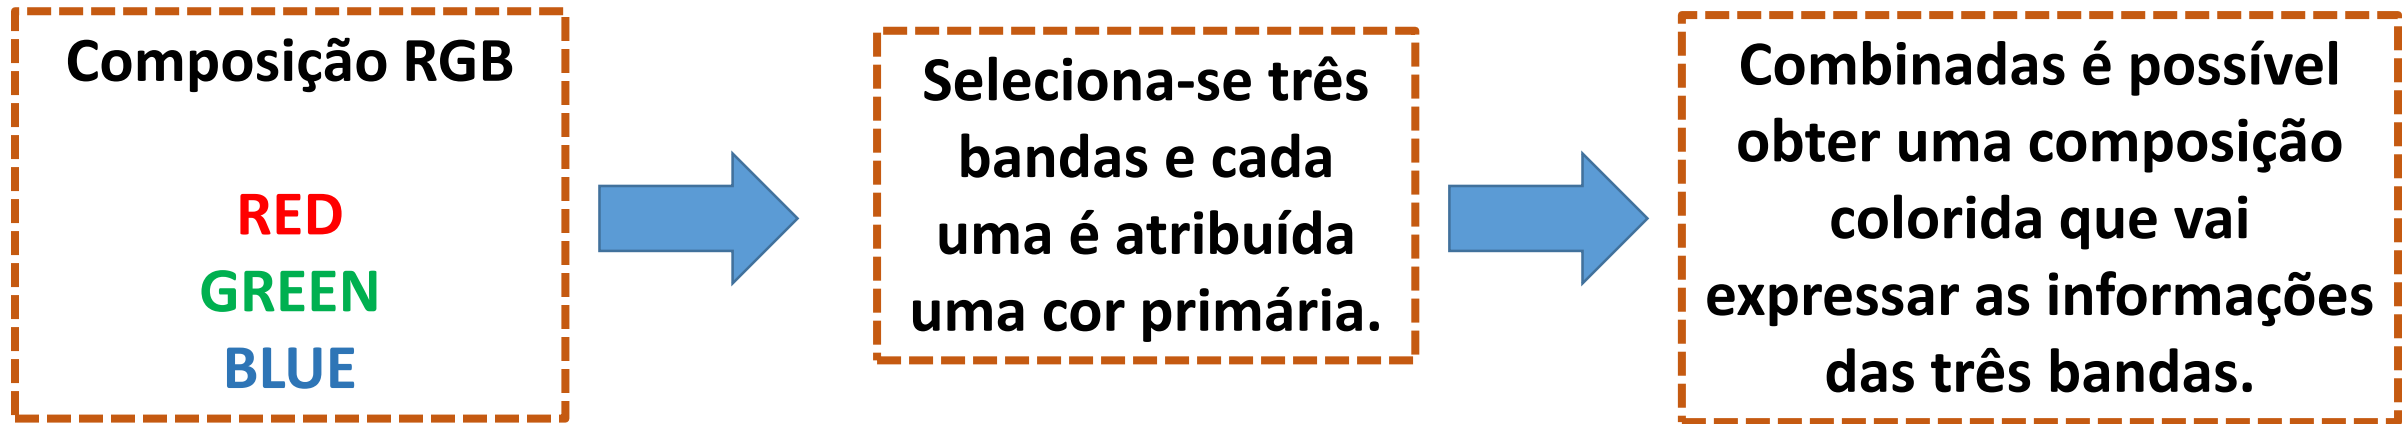 Composição RGB
RED
GREEN
BLUE
Seleciona-se três
bandas e cada
uma é atribuída
uma cor primária.
Combinadas é possível
obter uma composição
colorida que vai
expressar as informações
das três bandas.